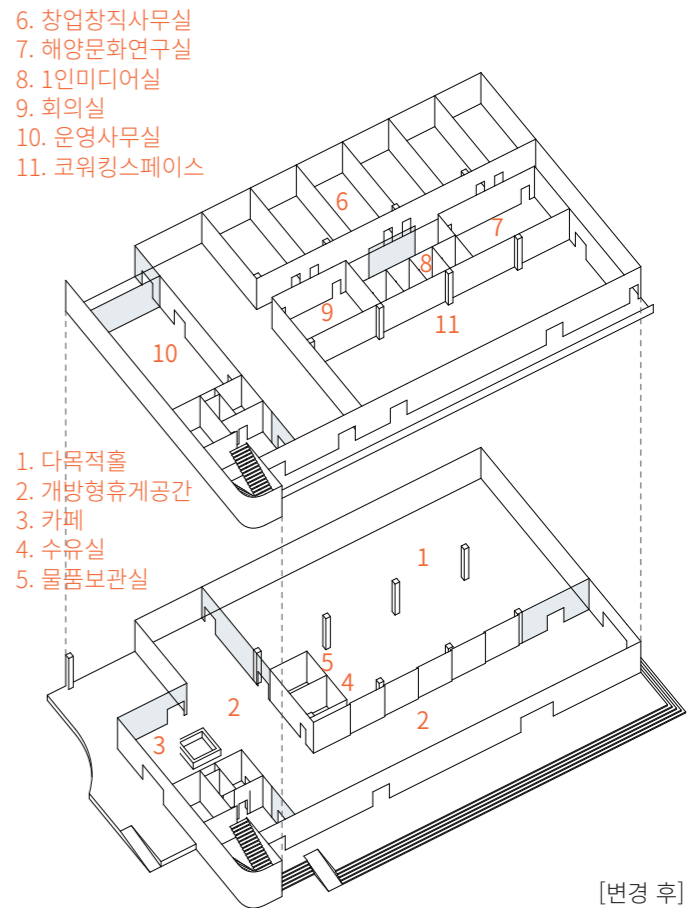 6. 창업창직사무실
7. 해양문화연구실
8. 1인미디어실
9. 회의실
10. 운영사무실
11. 코워킹스페이스
6
7
8
9
11
10
1. 다목적홀
2. 개방형휴게공간
3. 카페
4. 수유실
5. 물품보관실
1
5
4
2
2
3
[변경 후]